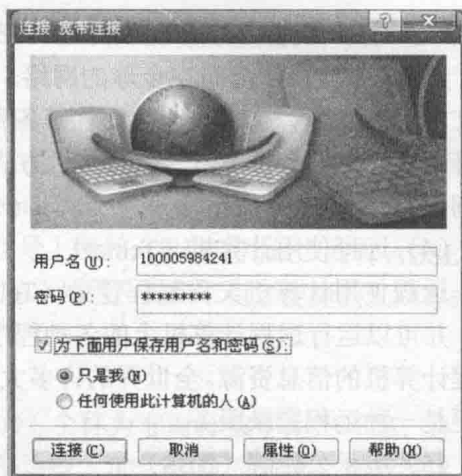 连接 宽带连接
用户名(U): 100005984241
密码(P): *********
为下面用户保存用户名和密码(S):
只是我(N)
任何使用此计算机的人(A)
连接(C) 取消 属性(O) 帮助(H)